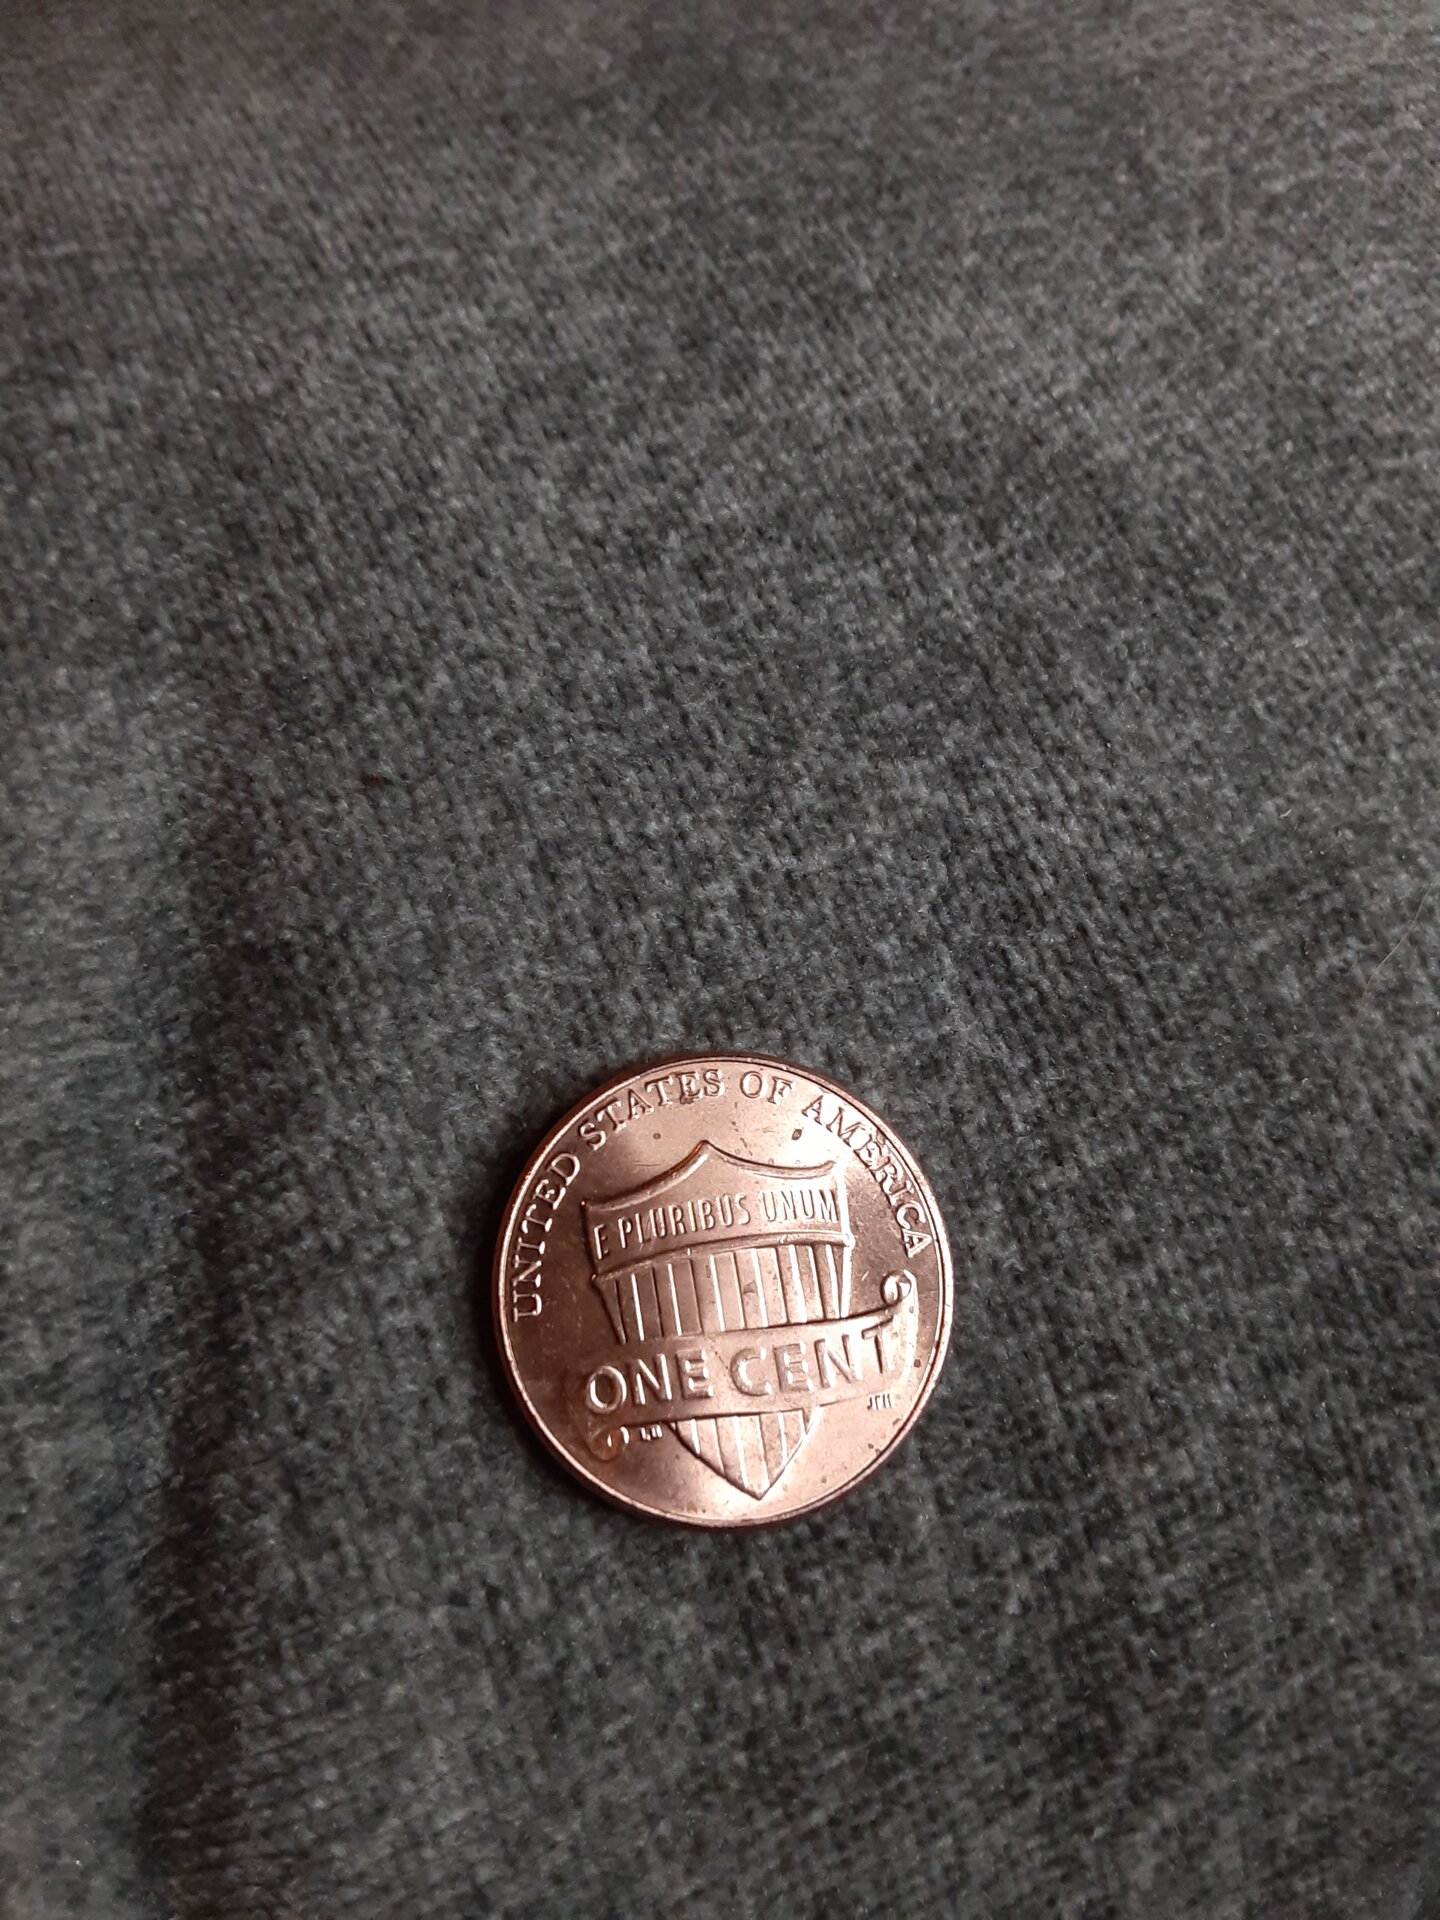 UNITED STATES OF AMERICA
E PLURIBUS UNUM
ONE CENT